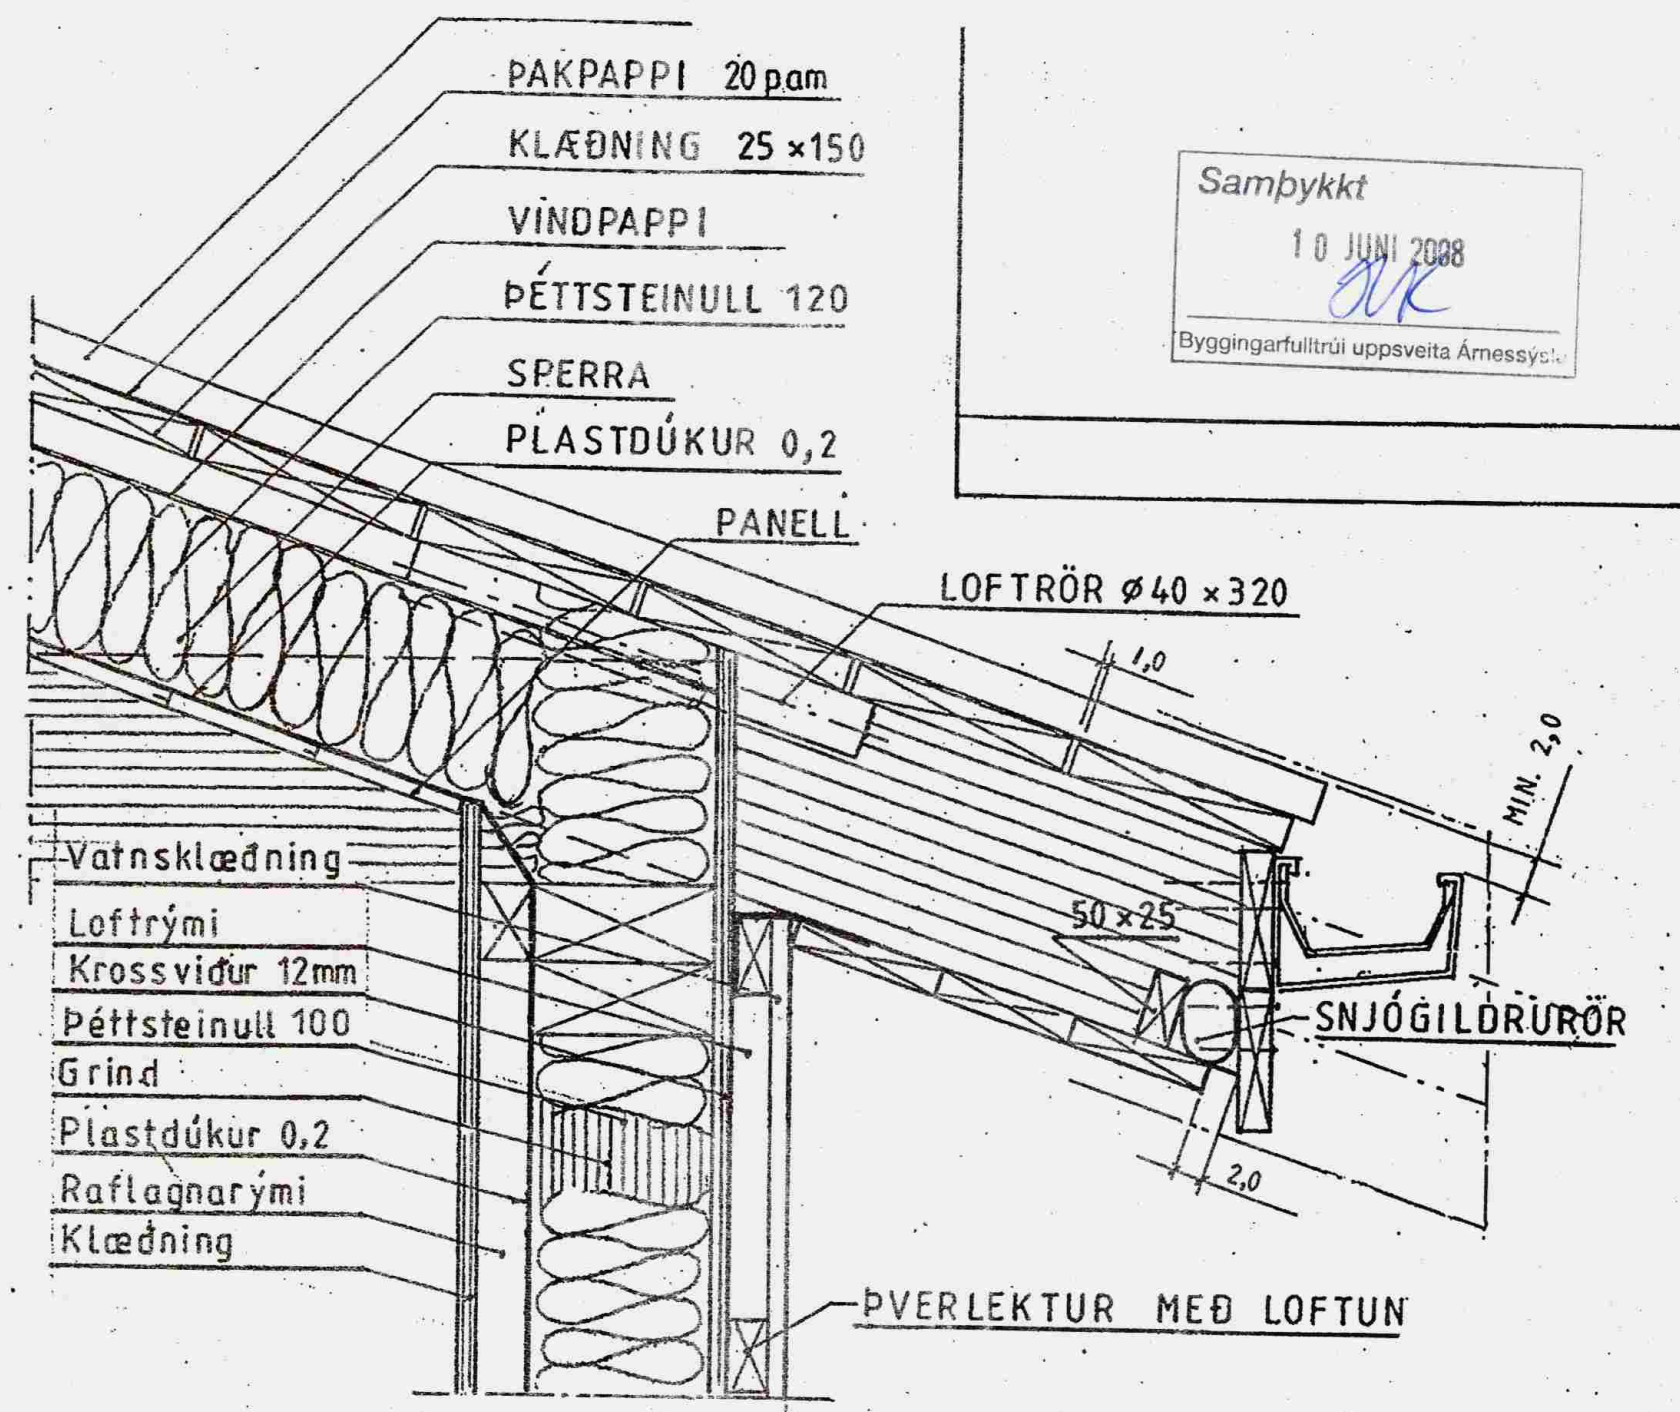 ÞAKPAPPI 20 p.am
KLÆÐNING 25 × 150
VINDPAPPI
ÞÉTTSTEINULL 120
SPERRA
PLASTDÚKUR 0,2
PANELL
LOFTRÖR ø 40 × 320
1,0
MIN. 2,0
Samþykkt
10 JUNI 2008
Byggingarfulltrúi uppsveita Árnessýslu
Vatnsklæðning
Loftrými
Krossviður 12mm
Þéttsteinull 100
Grind
Plastdúkur 0,2
Raflagnarými
Klæðning
50 × 25
SNJÓGILDRURÖR
2,0
ÞVERLEKTUR MEÐ LOFTUN